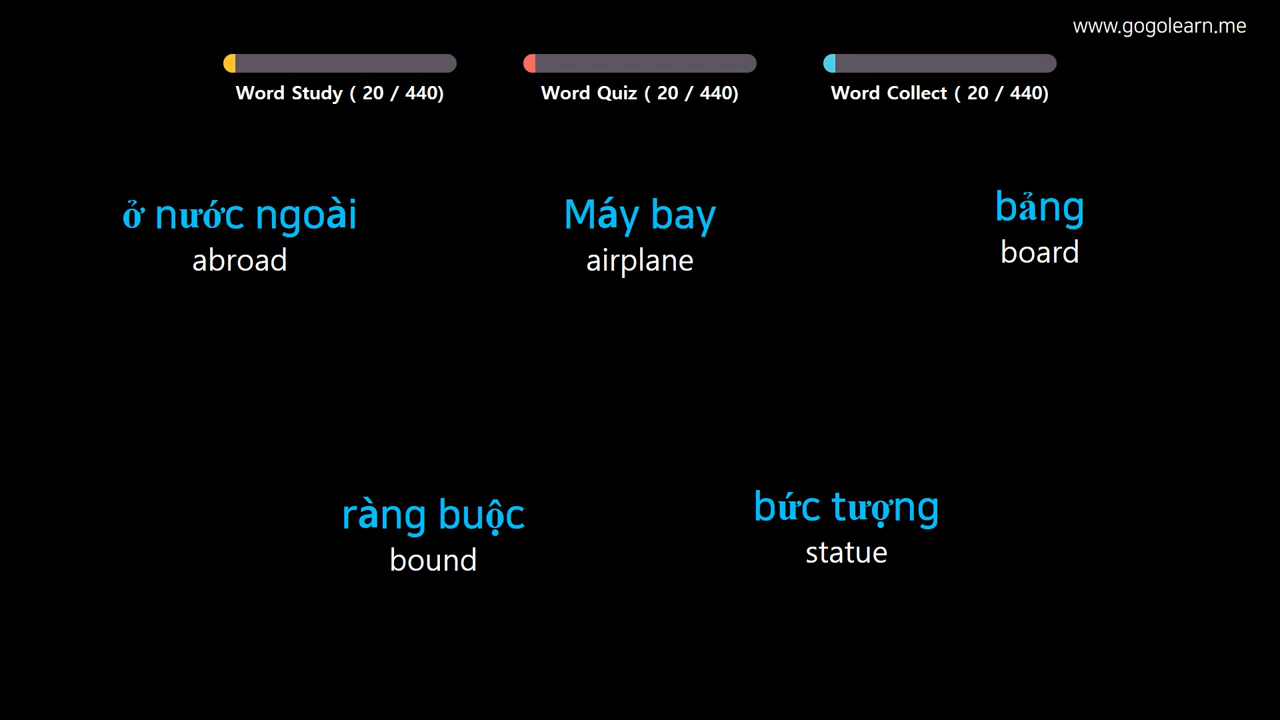 www.gogolearn.me
Word Study ( 20 / 440)
Word Quiz ( 20 / 440)
Word Collect ( 20 / 440)
ở nước ngoài
abroad
Máy bay
airplane
bảng
board
ràng buộc
bound
bức tượng
statue